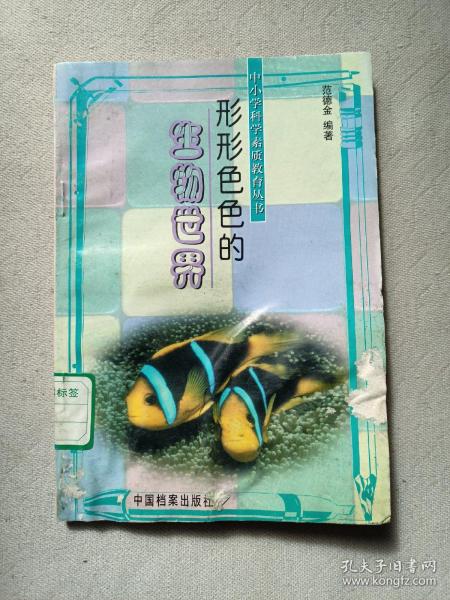 中小学科学素质教育丛书
范德金 编著
形形色色的
生物世界
标签
中国档案出版社
孔夫子旧书网
www.kongfz.com